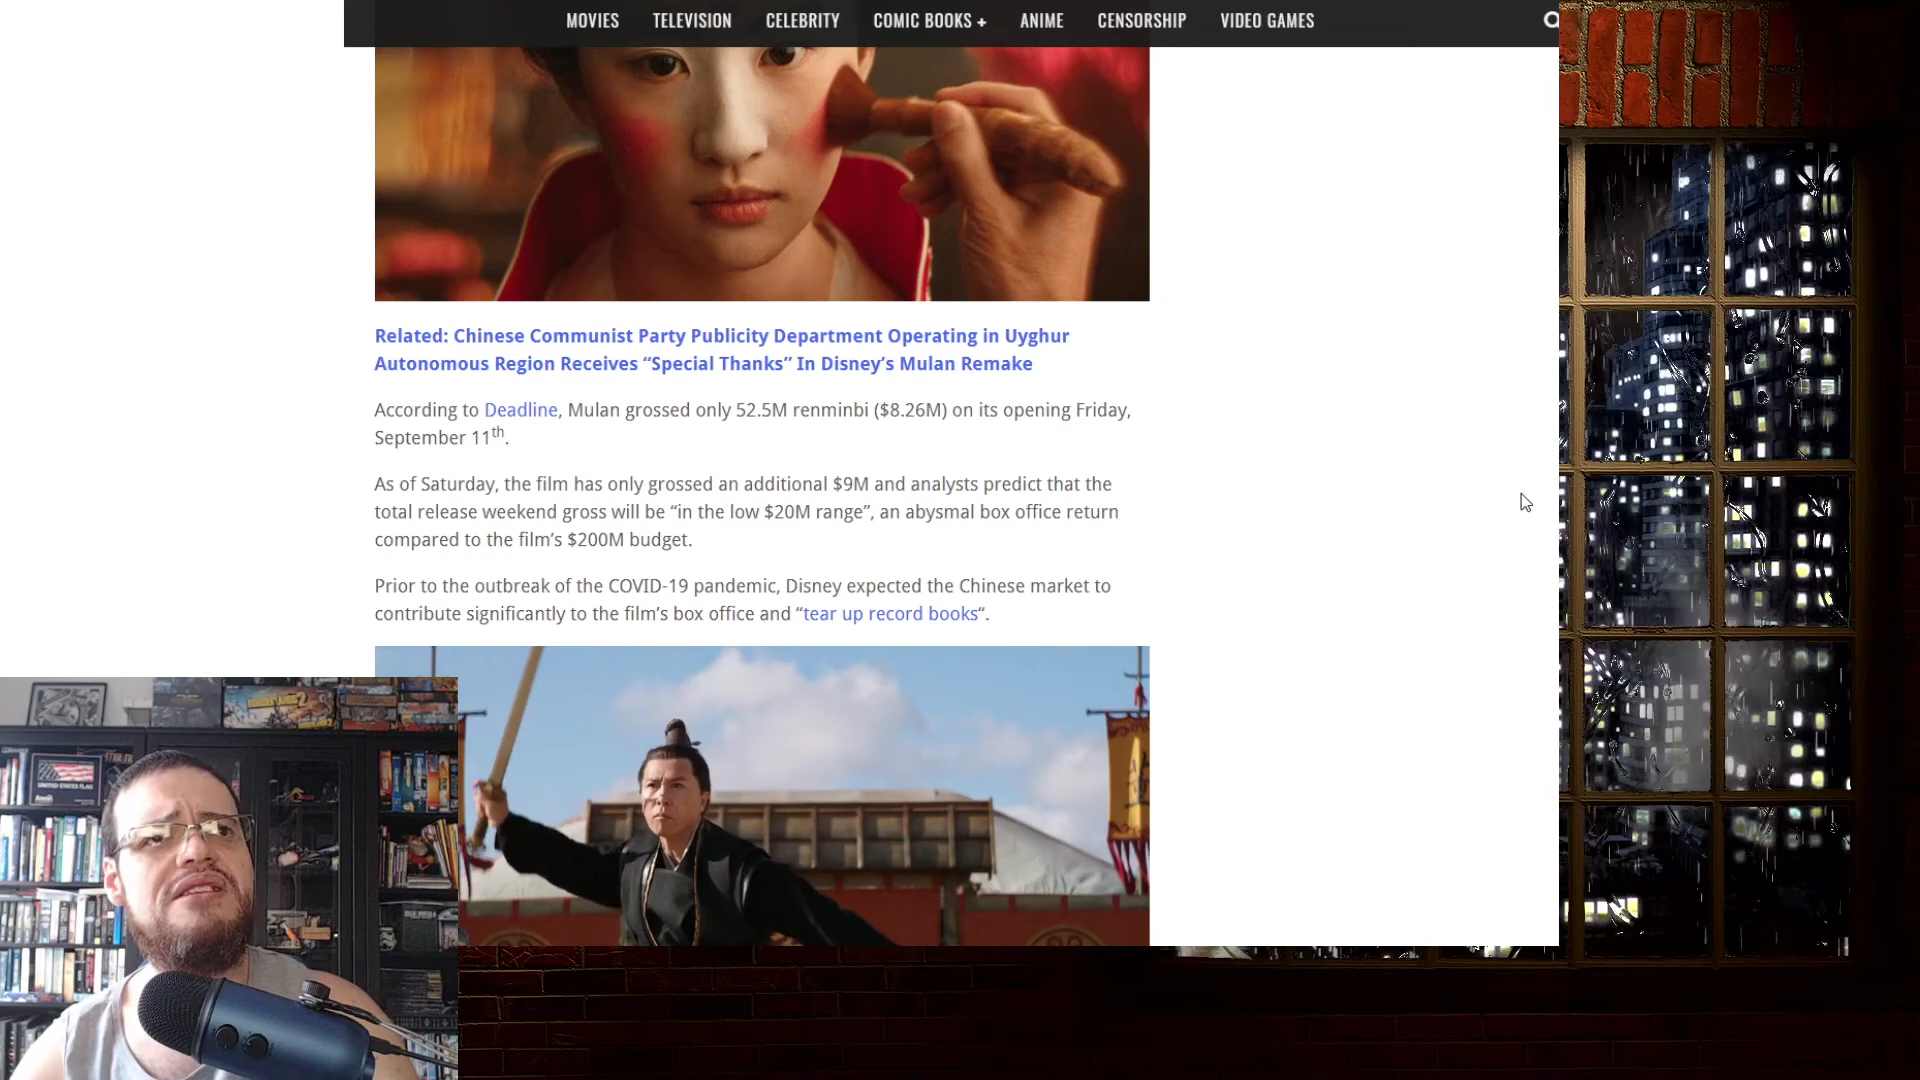 MOVIES TELEVISION CELEBRITY COMIC BOOKS + ANIME CENSORSHIP VIDEO GAMES
Related: Chinese Communist Party Publicity Department Operating in Uyghur
Autonomous Region Receives “Special Thanks” In Disney’s Mulan Remake
According to Deadline, Mulan grossed only 52.5M renminbi ($8.26M) on its opening Friday,
September 11th.
As of Saturday, the film has only grossed an additional $9M and analysts predict that the
total release weekend gross will be “in the low $20M range”, an abysmal box office return
compared to the film’s $200M budget.
Prior to the outbreak of the COVID-19 pandemic, Disney expected the Chinese market to
contribute significantly to the film’s box office and “tear up record books“.
UNITED STATES FLAG